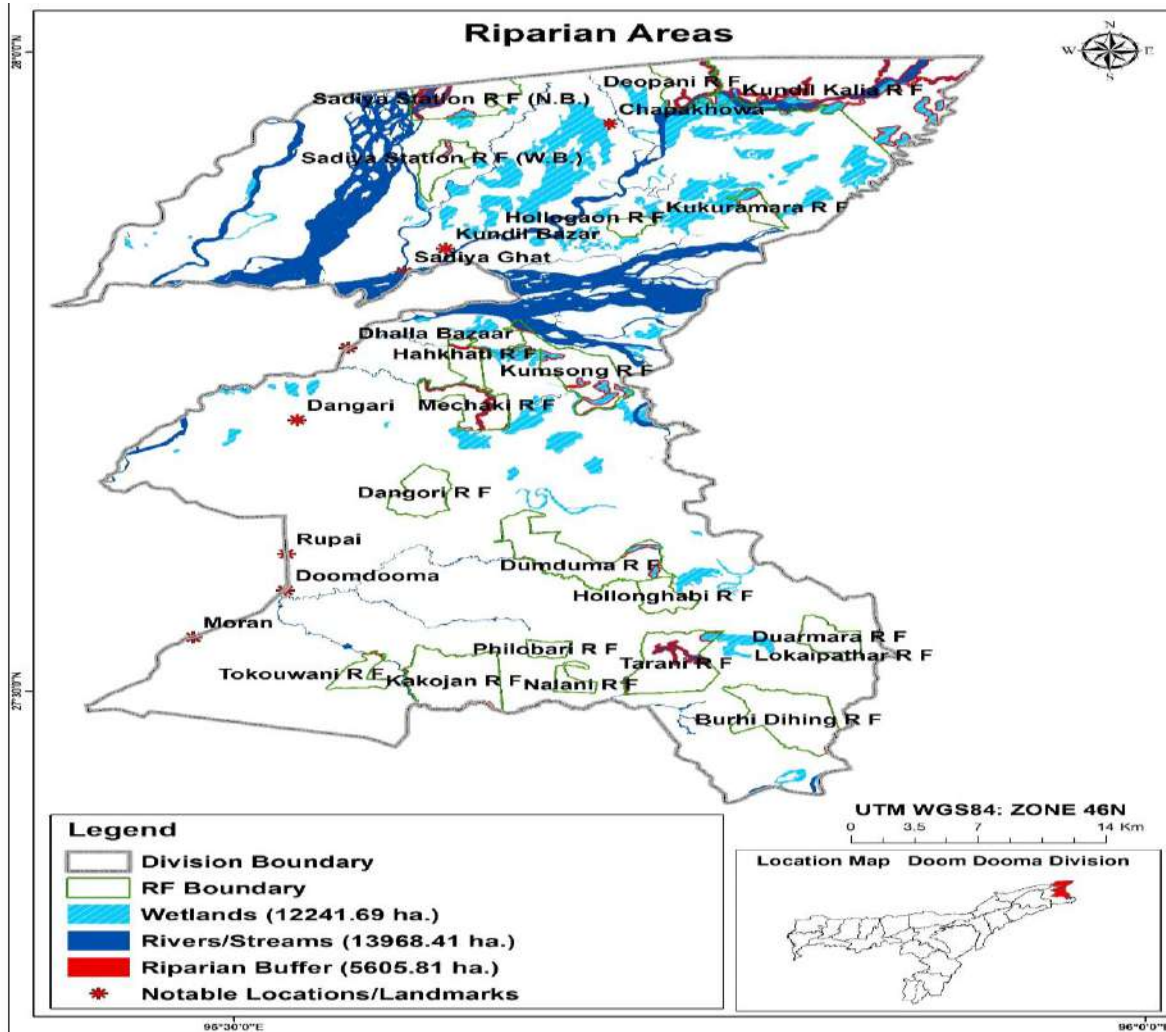 Riparian Areas
N
W E
S
28°0'0"N
Deopani R F
Kundil Kalia R F
Sadiya Station R F (N.B.)
Chapakhowa
Sadiya Station R F (W.B.)
Hollogaon R F
Kukuramara R F
Kundil Bazar
Sadiya Ghat
Dhalla Bazaar
Hahkhati R F
Kumsong R F
Dangari
Mechaki R F
Dangori R F
Rupai
Dumduma R F
Doomdooma
Hollonghabi R F
Moran
Philobari R F
Duarmara R F
Tarani R F
Lokaipathar R F
Tokouwani R F
Kakojan R F
Nalani R F
27°30'0"N
Burhi Dihing R F
UTM WGS84: ZONE 46N
0 3.5 7 14 Km
Legend
Division Boundary
RF Boundary
Wetlands (12241.69 ha.)
Rivers/Streams (13968.41 ha.)
Riparian Buffer (5605.81 ha.)
Notable Locations/Landmarks
Location Map Doom Dooma Division
95°30'0"E
96°0'0"E